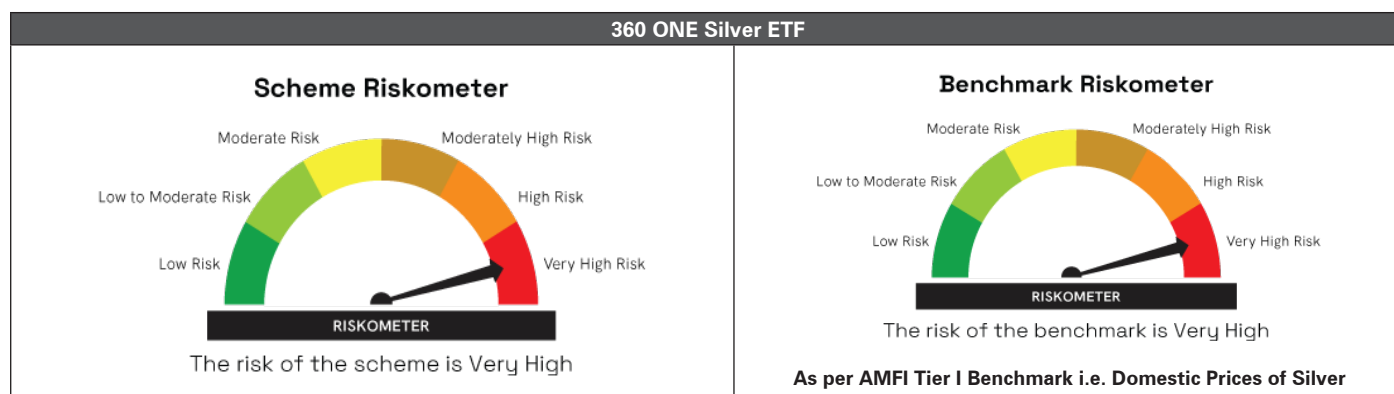 360 ONE Silver ETF
Scheme Riskometer
Moderate Risk
Moderately High Risk
Low to Moderate Risk
High Risk
Low Risk
Very High Risk
RISKOMETER
The risk of the scheme is Very High
Benchmark Riskometer
Moderate Risk
Moderately High Risk
Low to Moderate Risk
High Risk
Low Risk
Very High Risk
RISKOMETER
The risk of the benchmark is Very High
As per AMFI Tier I Benchmark i.e. Domestic Prices of Silver